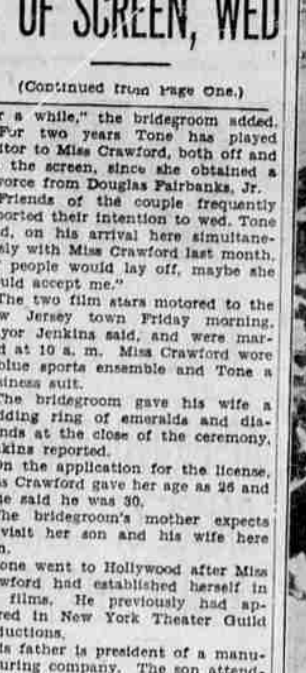 OF SCREEN, WED
(Continued from Page One.)
r a while," the bridegroom added.
For two years Tone has played
itor to Miss Crawford, both off and
the screen, since she obtained a
vorce from Douglas Fairbanks, Jr.
Friends of the couple frequently
ported their intention to wed. Tone
d, on his arrival here simultane-
sly with Miss Crawford last month,
people would lay off, maybe she
uld accept me."
The two film stars motored to the
w Jersey town Friday morning,
yor Jenkins said, and were mar-
d at 10 a. m. Miss Crawford wore
blue sports ensemble and Tone a
siness suit.
The bridegroom gave his wife a
dding ring of emeralds and dia-
nds at the close of the ceremony,
kins reported.
On the application for the license,
ss Crawford gave her age as 26 and
ne said he was 30.
The bridegroom's mother expects
visit her son and his wife here
n.
one went to Hollywood after Miss
wford had established herself in
films. He previously had ap-
red in New York Theater Guild
ductions.
is father is president of a manu-
uring company. The son attend-